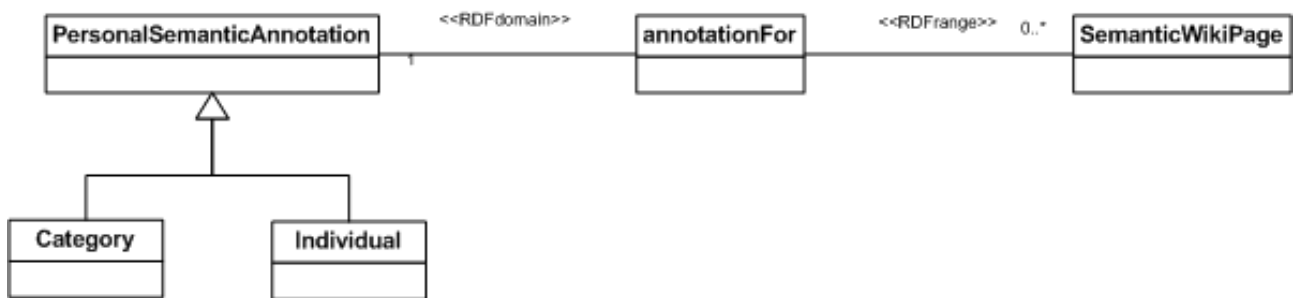 <<RDFdomain>>
<<RDFrange>>
0..*
PersonalSemanticAnnotation
annotationFor
SemanticWikiPage
1
Category
Individual